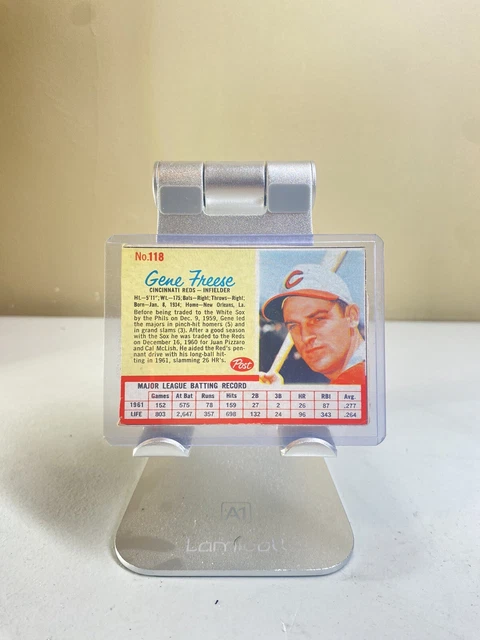 No.118
Gene Freese
CINCINNATI REDS — INFIELDER
Ht.—5'11"; Wt.—175; Bats—Right; Throws—Right;
Born—Jan. 8, 1934; Home—New Orleans, La.
Before being traded to the White Sox
by the Phils on Dec. 9, 1959, Gene led
the majors in pinch-hit homers (5) and
in grand slams (3). After a good season
with the Sox he was traded to the Reds
on December 16, 1960 for Juan Pizzaro
and Cal McLish. He aided the Red's pen-
nant drive with his long-ball hit-
ting in 1961, slamming 26 HR's.
Post
C
MAJOR LEAGUE BATTING RECORD
Games At Bat Runs Hits 2B 3B HR RBI Avg.
1961 152 575 78 159 27 2 26 87 .277
LIFE 803 2,647 357 698 132 24 96 343 .264
A1
Lamicall